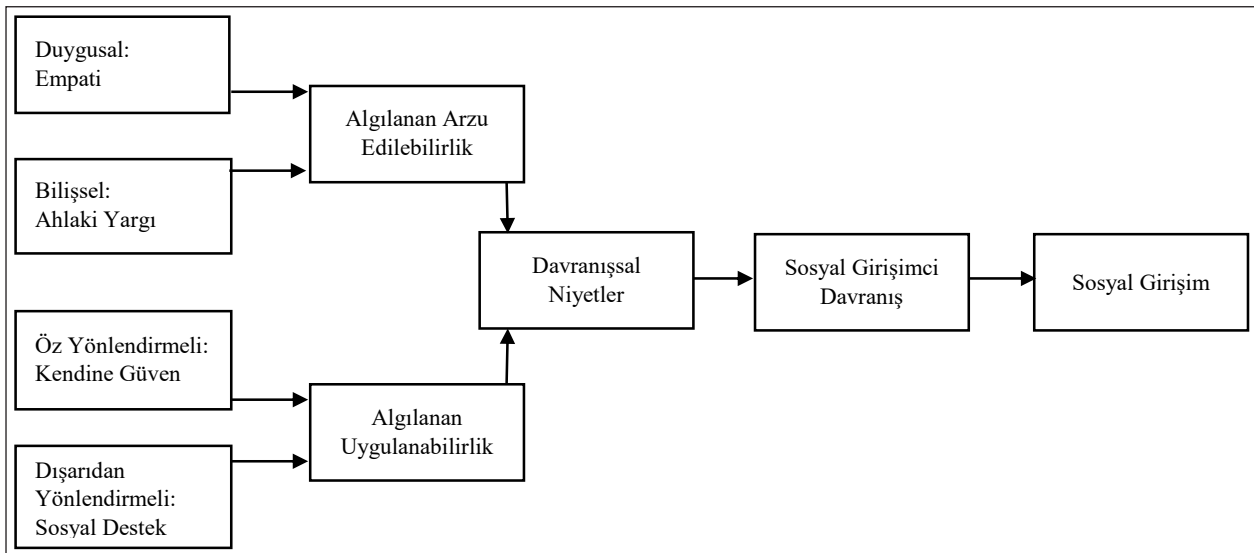 Duygusal:
Empati
Bilişsel:
Ahlaki Yargı
Öz Yönlendirmeli:
Kendine Güven
Dışarıdan
Yönlendirmeli:
Sosyal Destek
Algılanan Arzu
Edilebilirlik
Algılanan
Uygulanabilirlik
Davranışsal
Niyetler
Sosyal Girişimci
Davranış
Sosyal Girişim